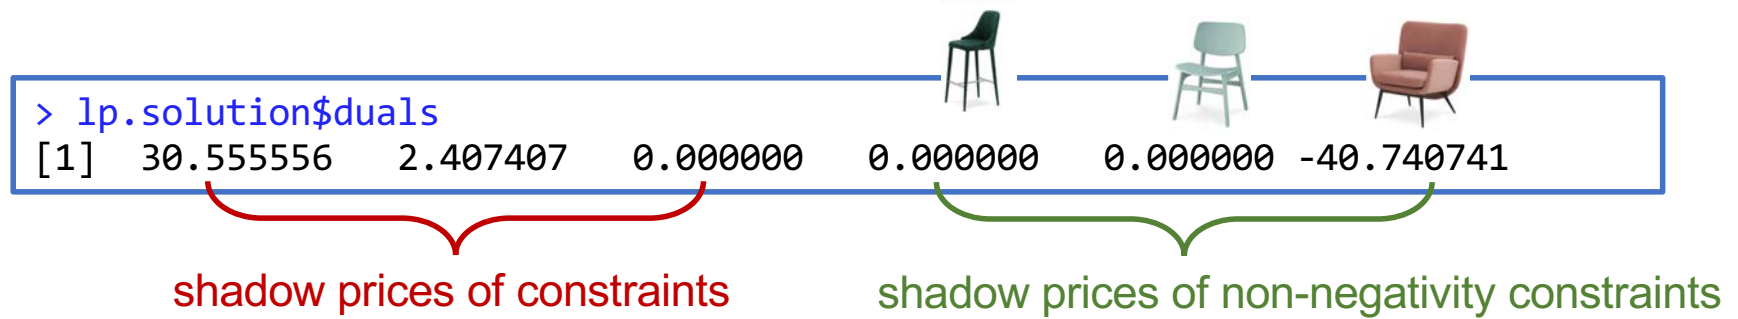 > lp.solution$duals
[1] 30.555556 2.407407 0.000000 0.000000 0.000000 -40.740741
shadow prices of constraints
shadow prices of non-negativity constraints